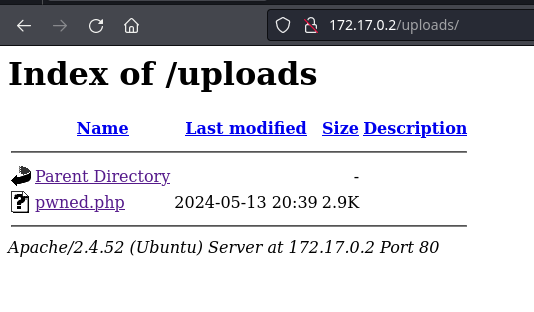 172.17.0.2/uploads/
Index of /uploads
Name Last modified Size Description
Parent Directory -
pwned.php 2024-05-13 20:39 2.9K
Apache/2.4.52 (Ubuntu) Server at 172.17.0.2 Port 80